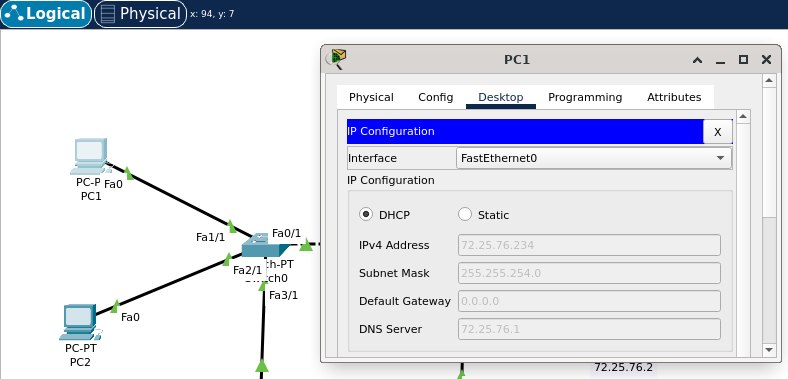 Logical Physical x: 94, y: 7
PC1
Physical Config Desktop Programming Attributes
IP Configuration X
Interface FastEthernet0
IP Configuration
DHCP Static
IPv4 Address 72.25.76.234
Subnet Mask 255.255.254.0
Default Gateway 0.0.0.0
DNS Server 72.25.76.1
PC-P Fa0
PC1
Fa1/1 Fa0/1
Fa2/1 ch-PT
Fa3/1
Fa0
PC-PT
PC2
72.25.76.2